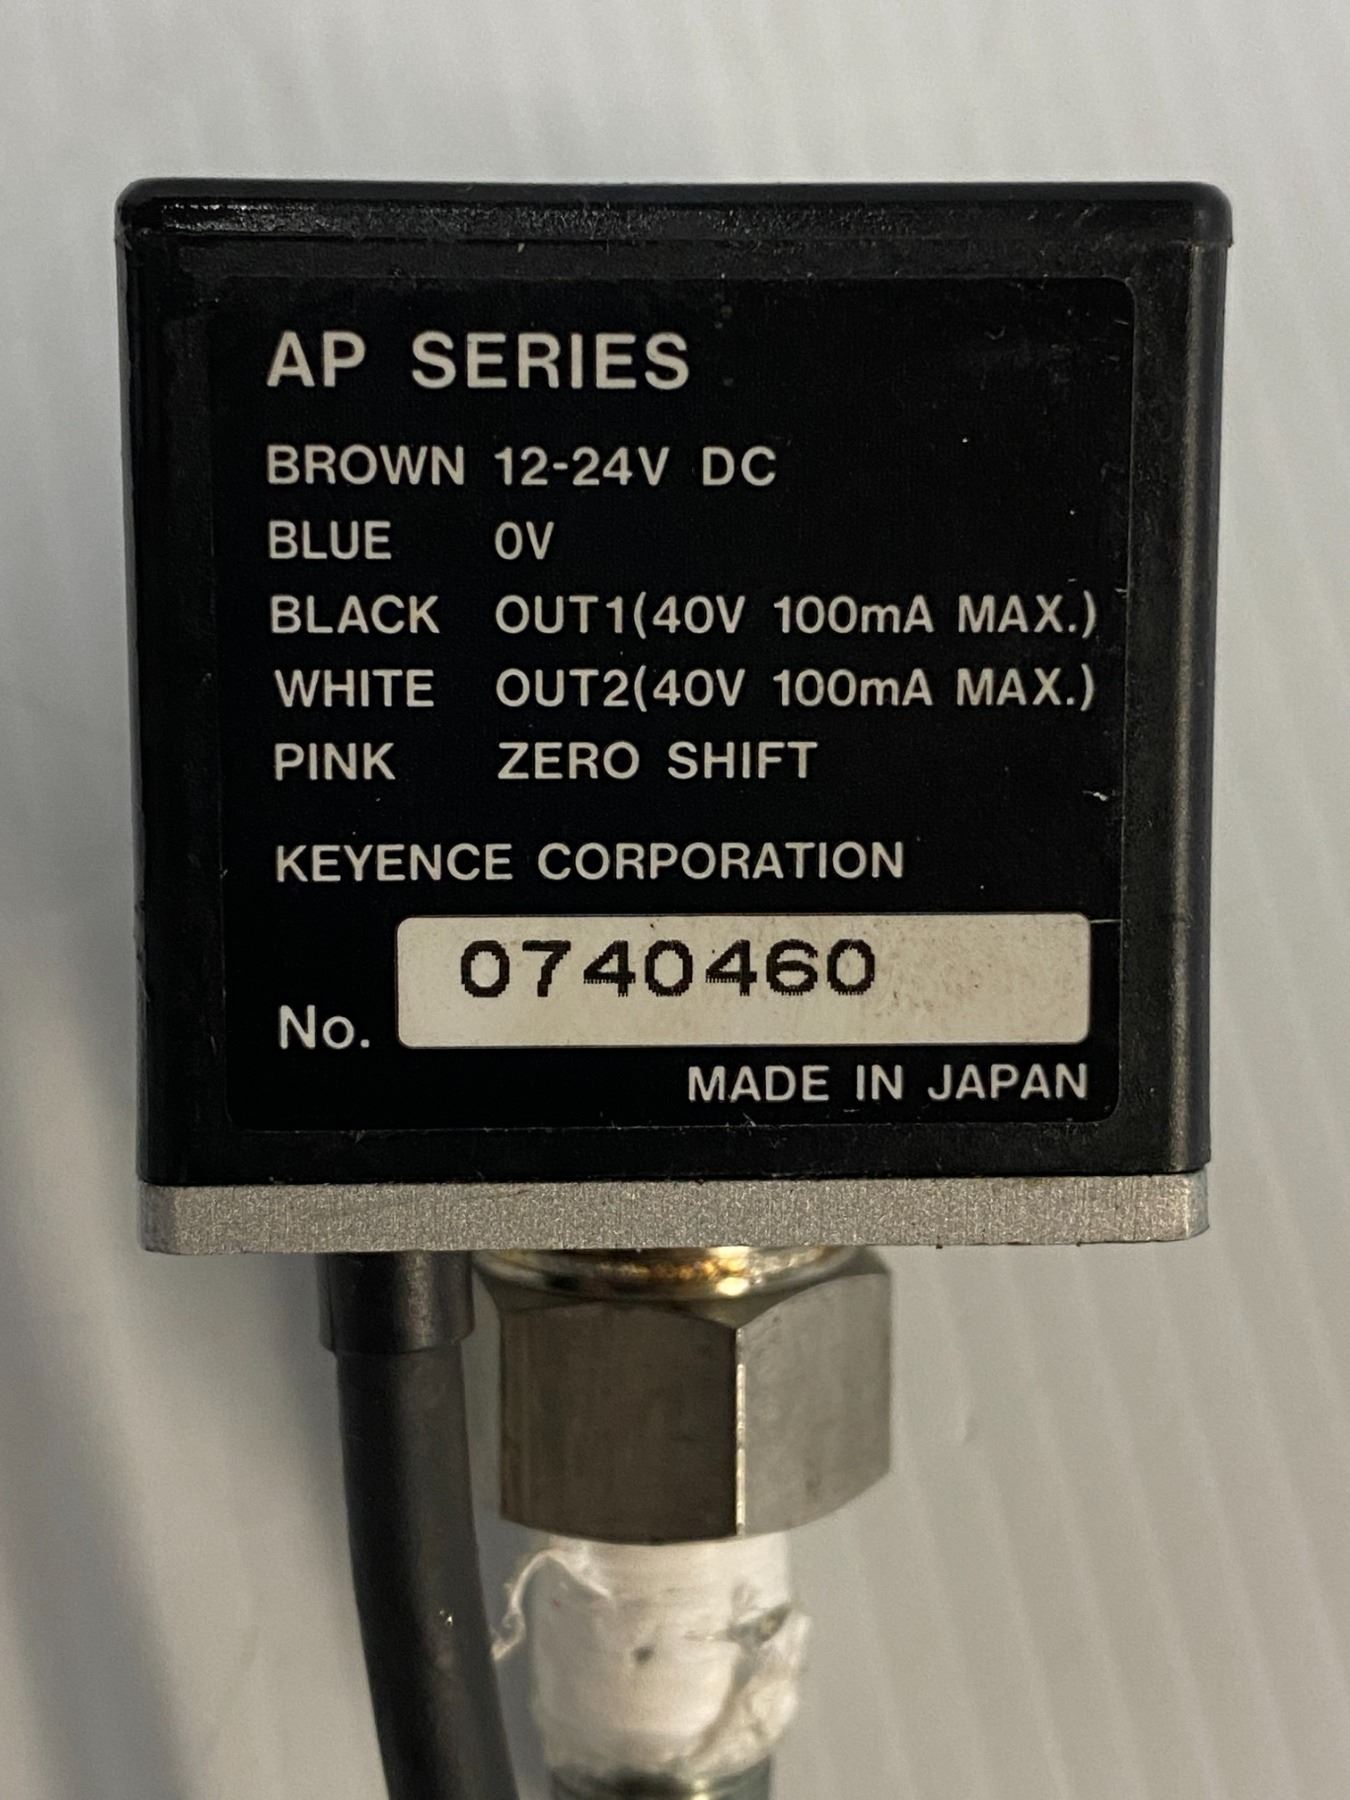 AP SERIES
BROWN 12-24V DC
BLUE 0V
BLACK OUT1(40V 100mA MAX.)
WHITE OUT2(40V 100mA MAX.)
PINK ZERO SHIFT
KEYENCE CORPORATION
No. 0740460
MADE IN JAPAN